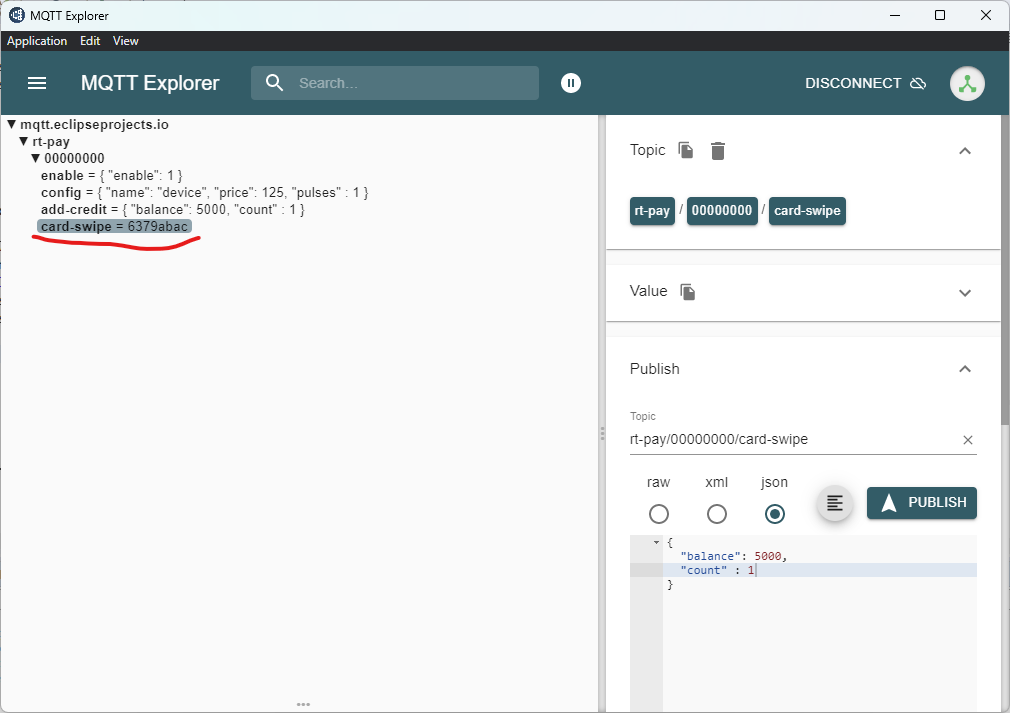 MQTT Explorer
Application Edit View
MQTT Explorer Search... DISCONNECT
mqtt.eclipseprojects.io
rt-pay
00000000
enable = { "enable": 1 }
config = { "name": "device", "price": 125, "pulses" : 1 }
add-credit = { "balance": 5000, "count" : 1 }
card-swipe = 6379abac
Topic
rt-pay / 00000000 / card-swipe
Value
Publish
Topic
rt-pay/00000000/card-swipe
raw xml json
PUBLISH
{
"balance": 5000,
"count" : 1
}